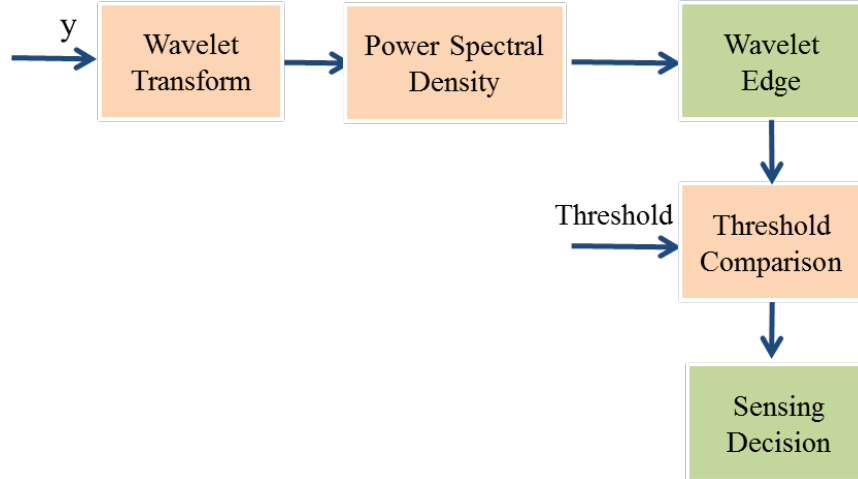 y
Wavelet
Transform
Power Spectral
Density
Wavelet
Edge
Threshold
Threshold
Comparison
Sensing
Decision